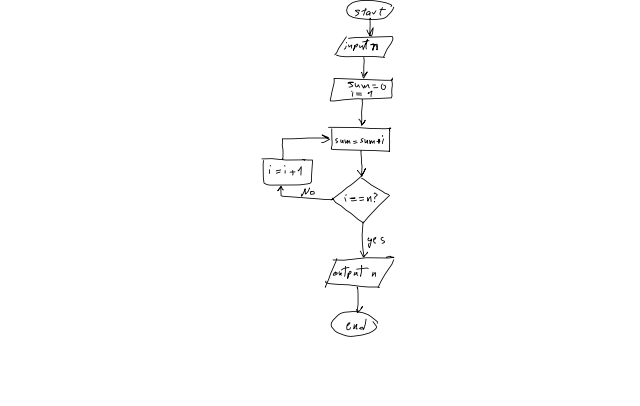 start
input n
sum=0
i=1
sum=sum+i
i=i+1
No
i==n?
yes
output n
end